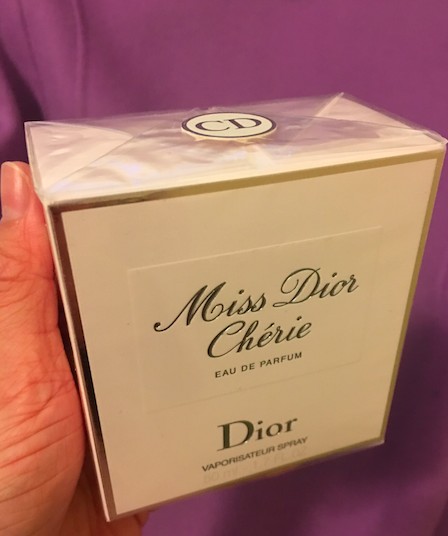 CD
Miss Dior
Chérie
EAU DE PARFUM
Dior
VAPORISATEUR SPRAY